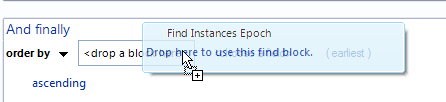 And finally
Find Instances Epoch
order by <drop a blo
Drop here to use this find block.
( earliest )
ascending